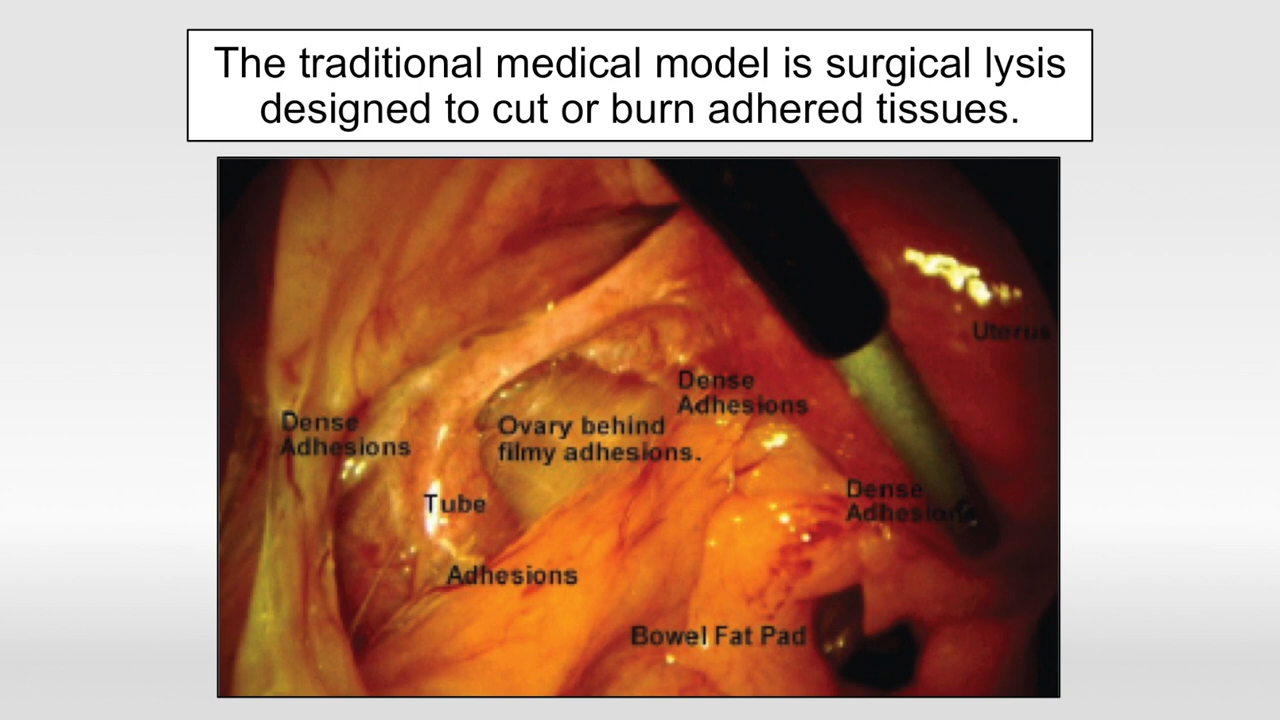 The traditional medical model is surgical lysis
designed to cut or burn adhered tissues.
Uterus
Dense
Adhesions
Dense
Adhesions
Ovary behind
filmy adhesions.
Tube
Dense
Adhesions
Adhesions
Bowel Fat Pad